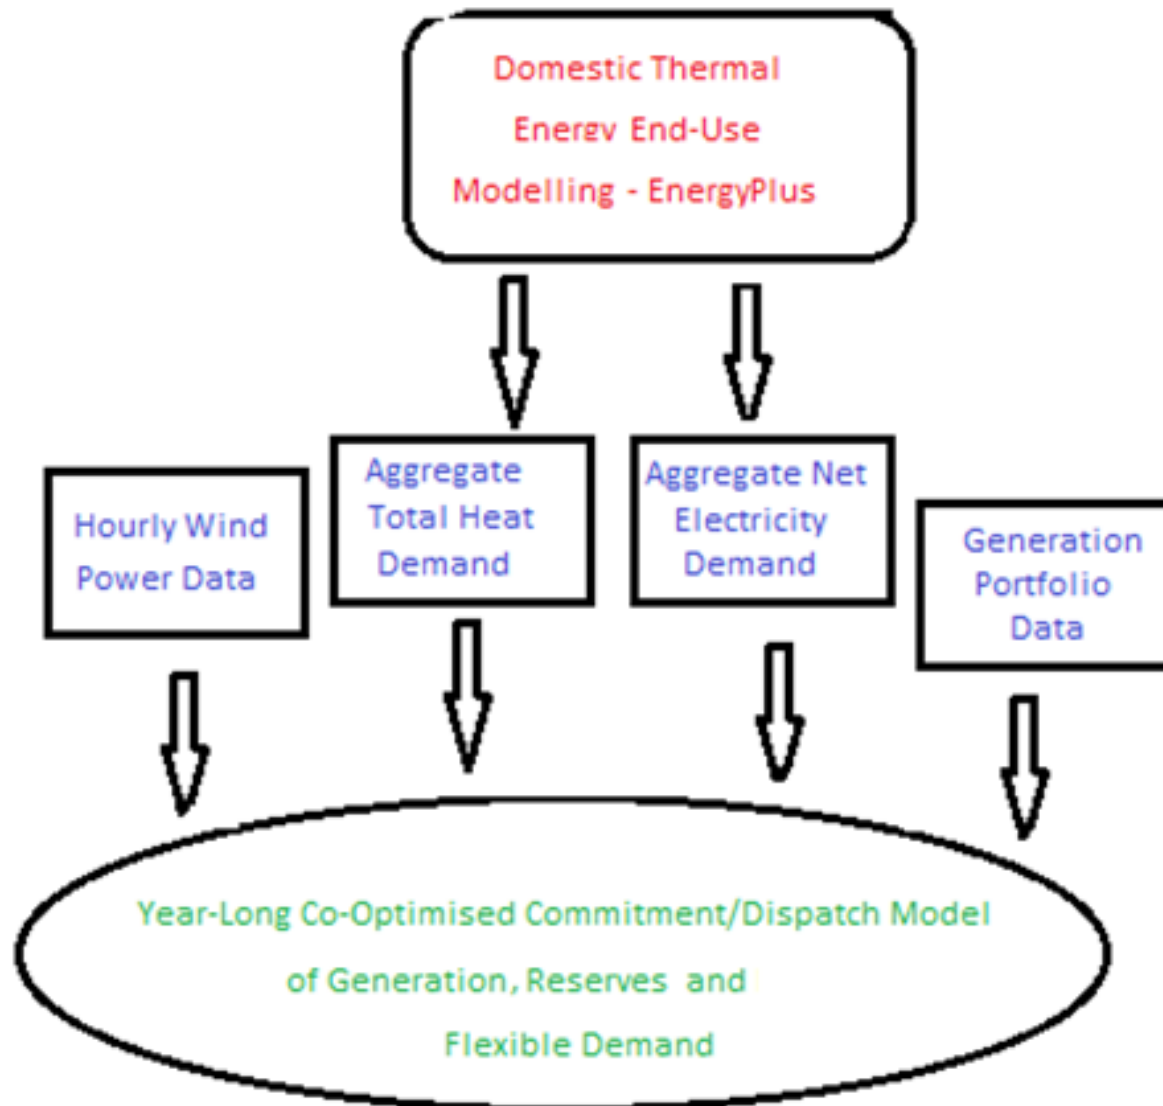 Domestic Thermal
Energy End-Use
Modelling - EnergyPlus
Hourly Wind
Power Data
Aggregate
Total Heat
Demand
Aggregate Net
Electricity
Demand
Generation
Portfolio
Data
Year-Long Co-Optimised Commitment/Dispatch Model
of Generation, Reserves and
Flexible Demand